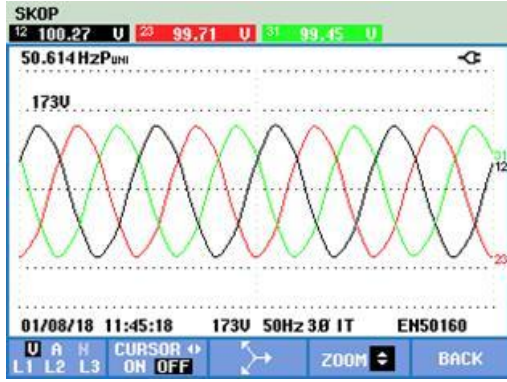 SKOP
12 100.27 V 23 99.71 V 31 99.45 V
50.614 HzPUNI
173V
31
12
23
01/08/18 11:45:18 173V 50Hz 3Ø IT EN50160
V A N CURSOR ZOOM BACK
L1 L2 L3 ON OFF